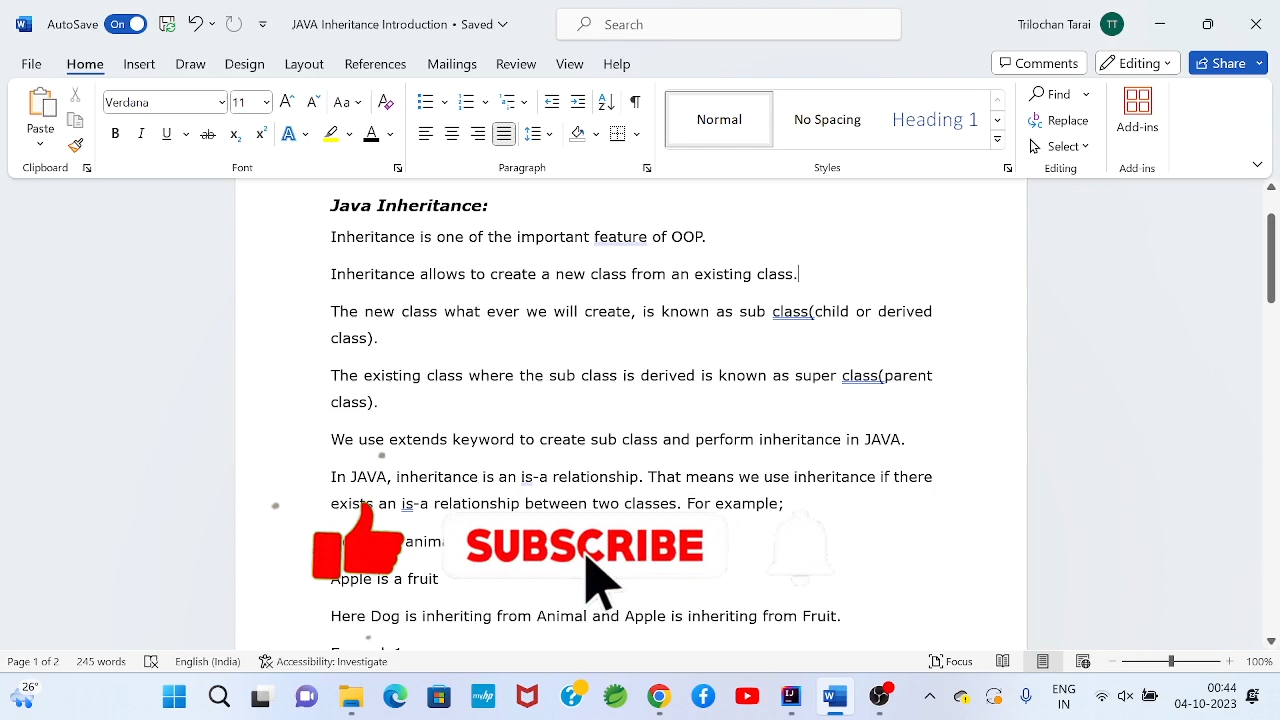 AutoSave On JAVA Inheritance Introduction • Saved Search Trilochan Tarai TT
File Home Insert Draw Design Layout References Mailings Review View Help Comments Editing Share
Paste Verdana 11 Aa Normal No Spacing Heading 1 Find Replace Select Add-ins
B I U ab x₂ x² A A
Clipboard Font Paragraph Styles Editing Add-ins
Java Inheritance:
Inheritance is one of the important feature of OOP.
Inheritance allows to create a new class from an existing class.
The new class what ever we will create, is known as sub class(child or derived
class).
The existing class where the sub class is derived is known as super class(parent
class).
We use extends keyword to create sub class and perform inheritance in JAVA.
In JAVA, inheritance is an is-a relationship. That means we use inheritance if there
exists an is-a relationship between two classes. For example;
SUBSCRIBE
Apple is a fruit
Here Dog is inheriting from Animal and Apple is inheriting from Fruit.
Page 1 of 2 245 words English (India) Accessibility: Investigate Focus 100%
26° myhp ENG IN 00:44 04-10-2023